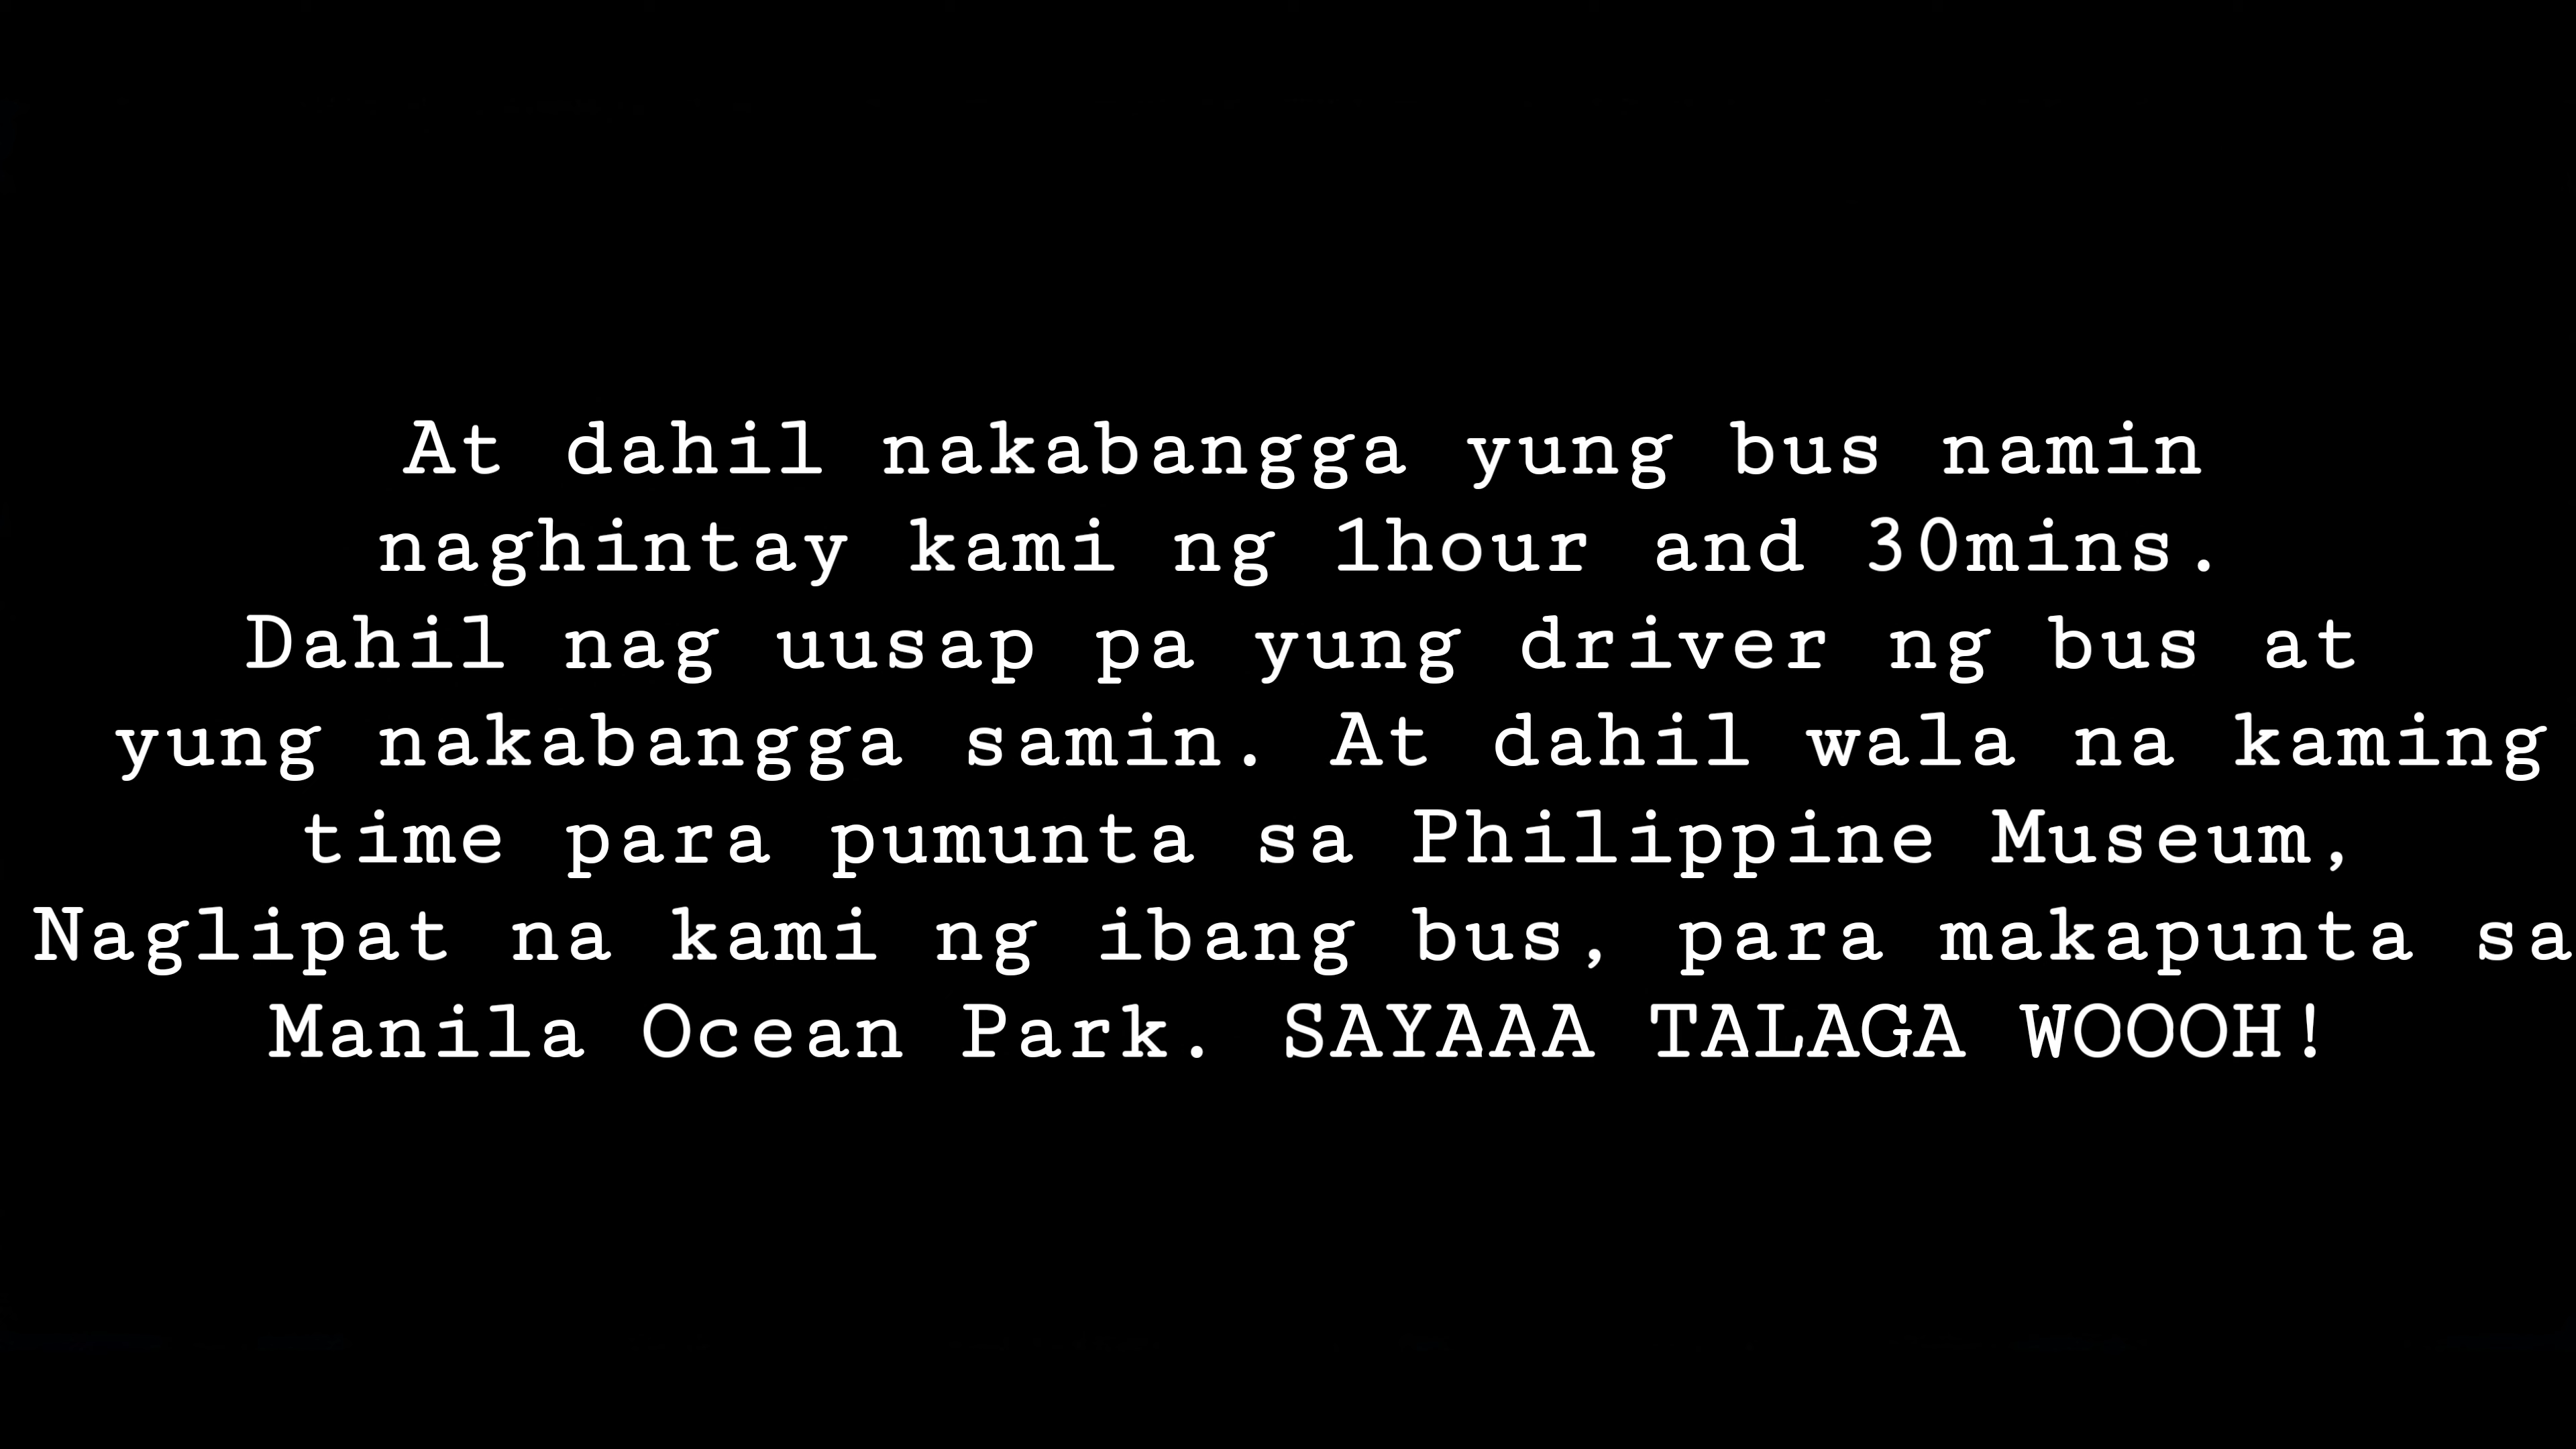 At dahil nakabangga yung bus namin
naghintay kami ng 1hour and 30mins.
Dahil nag uusap pa yung driver ng bus at
yung nakabangga samin. At dahil wala na kaming
time para pumunta sa Philippine Museum,
Naglipat na kami ng ibang bus, para makapunta sa
Manila Ocean Park. SAYAAA TALAGA WOOOH!